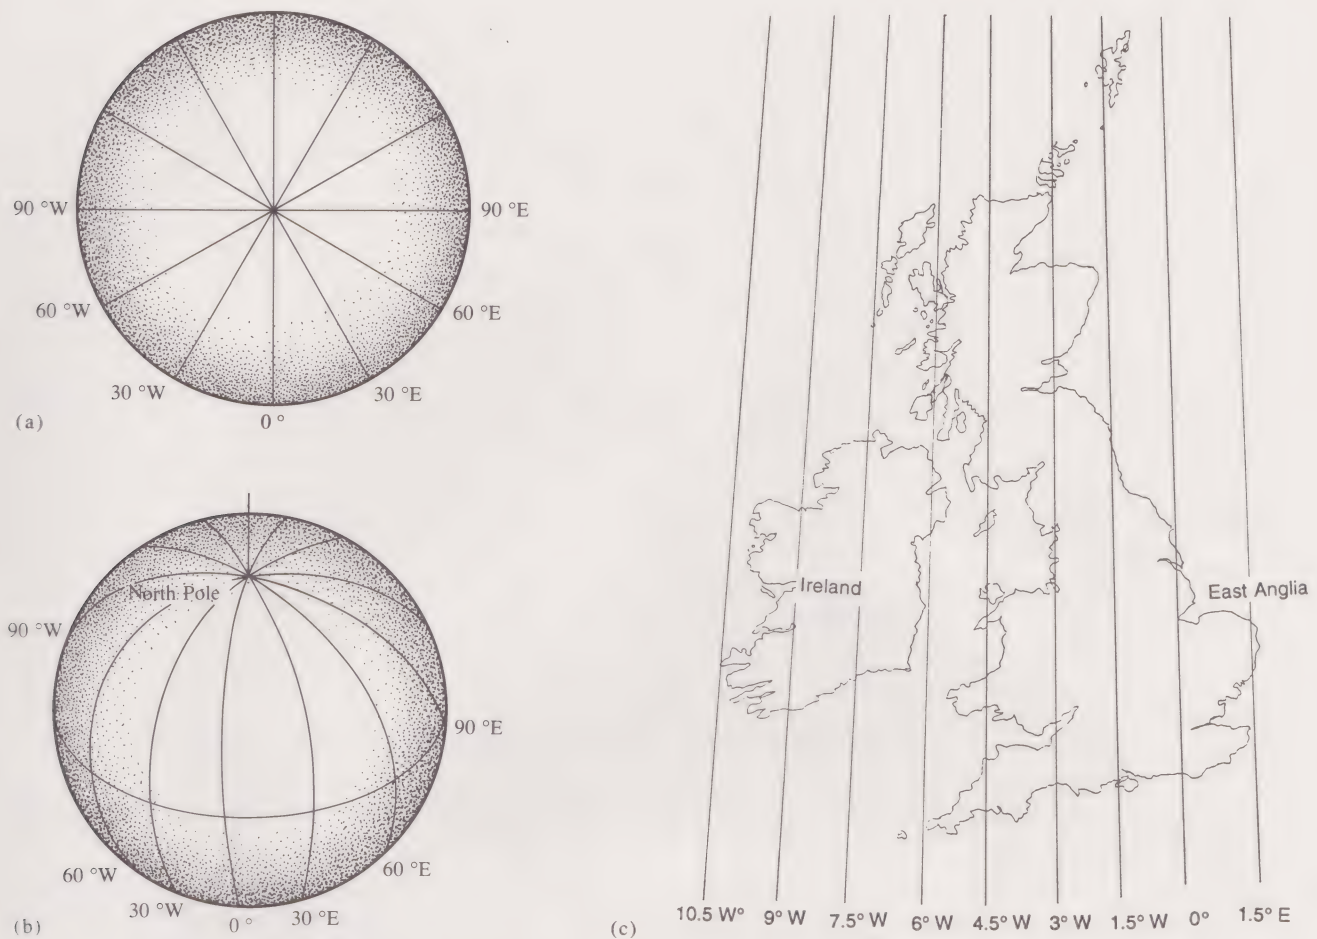 90 °W
90 °E
60 °W
60 °E
30 °W
30 °E
0 °
(a)
North Pole
90 °W
90 °E
60 °W
60 °E
30 °W
0 °
30 °E
(b)
Ireland
East Anglia
10.5 W°
9° W
7.5° W
6° W
4.5° W
3° W
1.5° W
0°
1.5° E
(c)